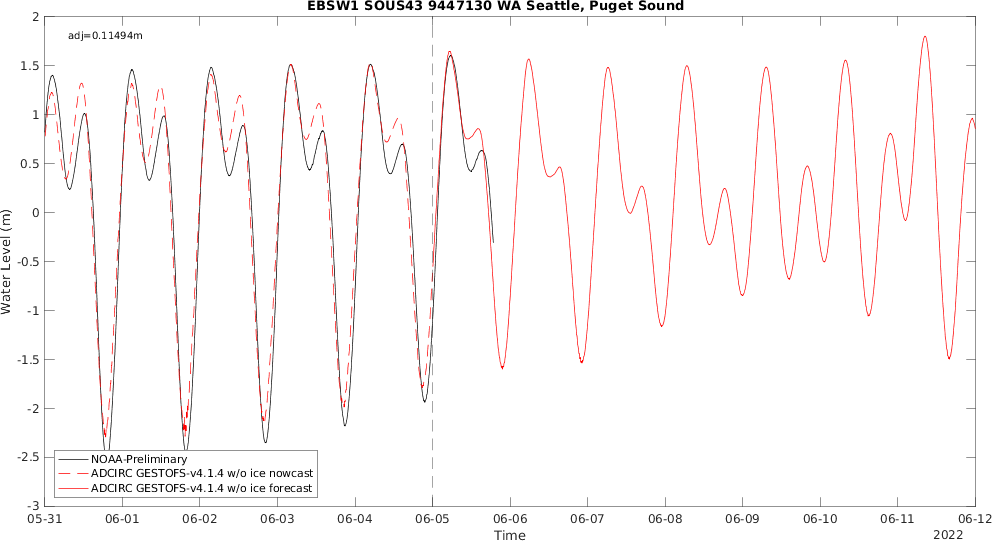 EBSW1 SOUS43 9447130 WA Seattle, Puget Sound
adj=0.11494m
2
1.5
1
0.5
0
-0.5
-1
-1.5
-2
-2.5
-3
Water Level (m)
NOAA-Preliminary
ADCIRC GESTOFS-v4.1.4 w/o ice nowcast
ADCIRC GESTOFS-v4.1.4 w/o ice forecast
05-31 06-01 06-02 06-03 06-04 06-05 06-06 06-07 06-08 06-09 06-10 06-11 06-12
Time
2022